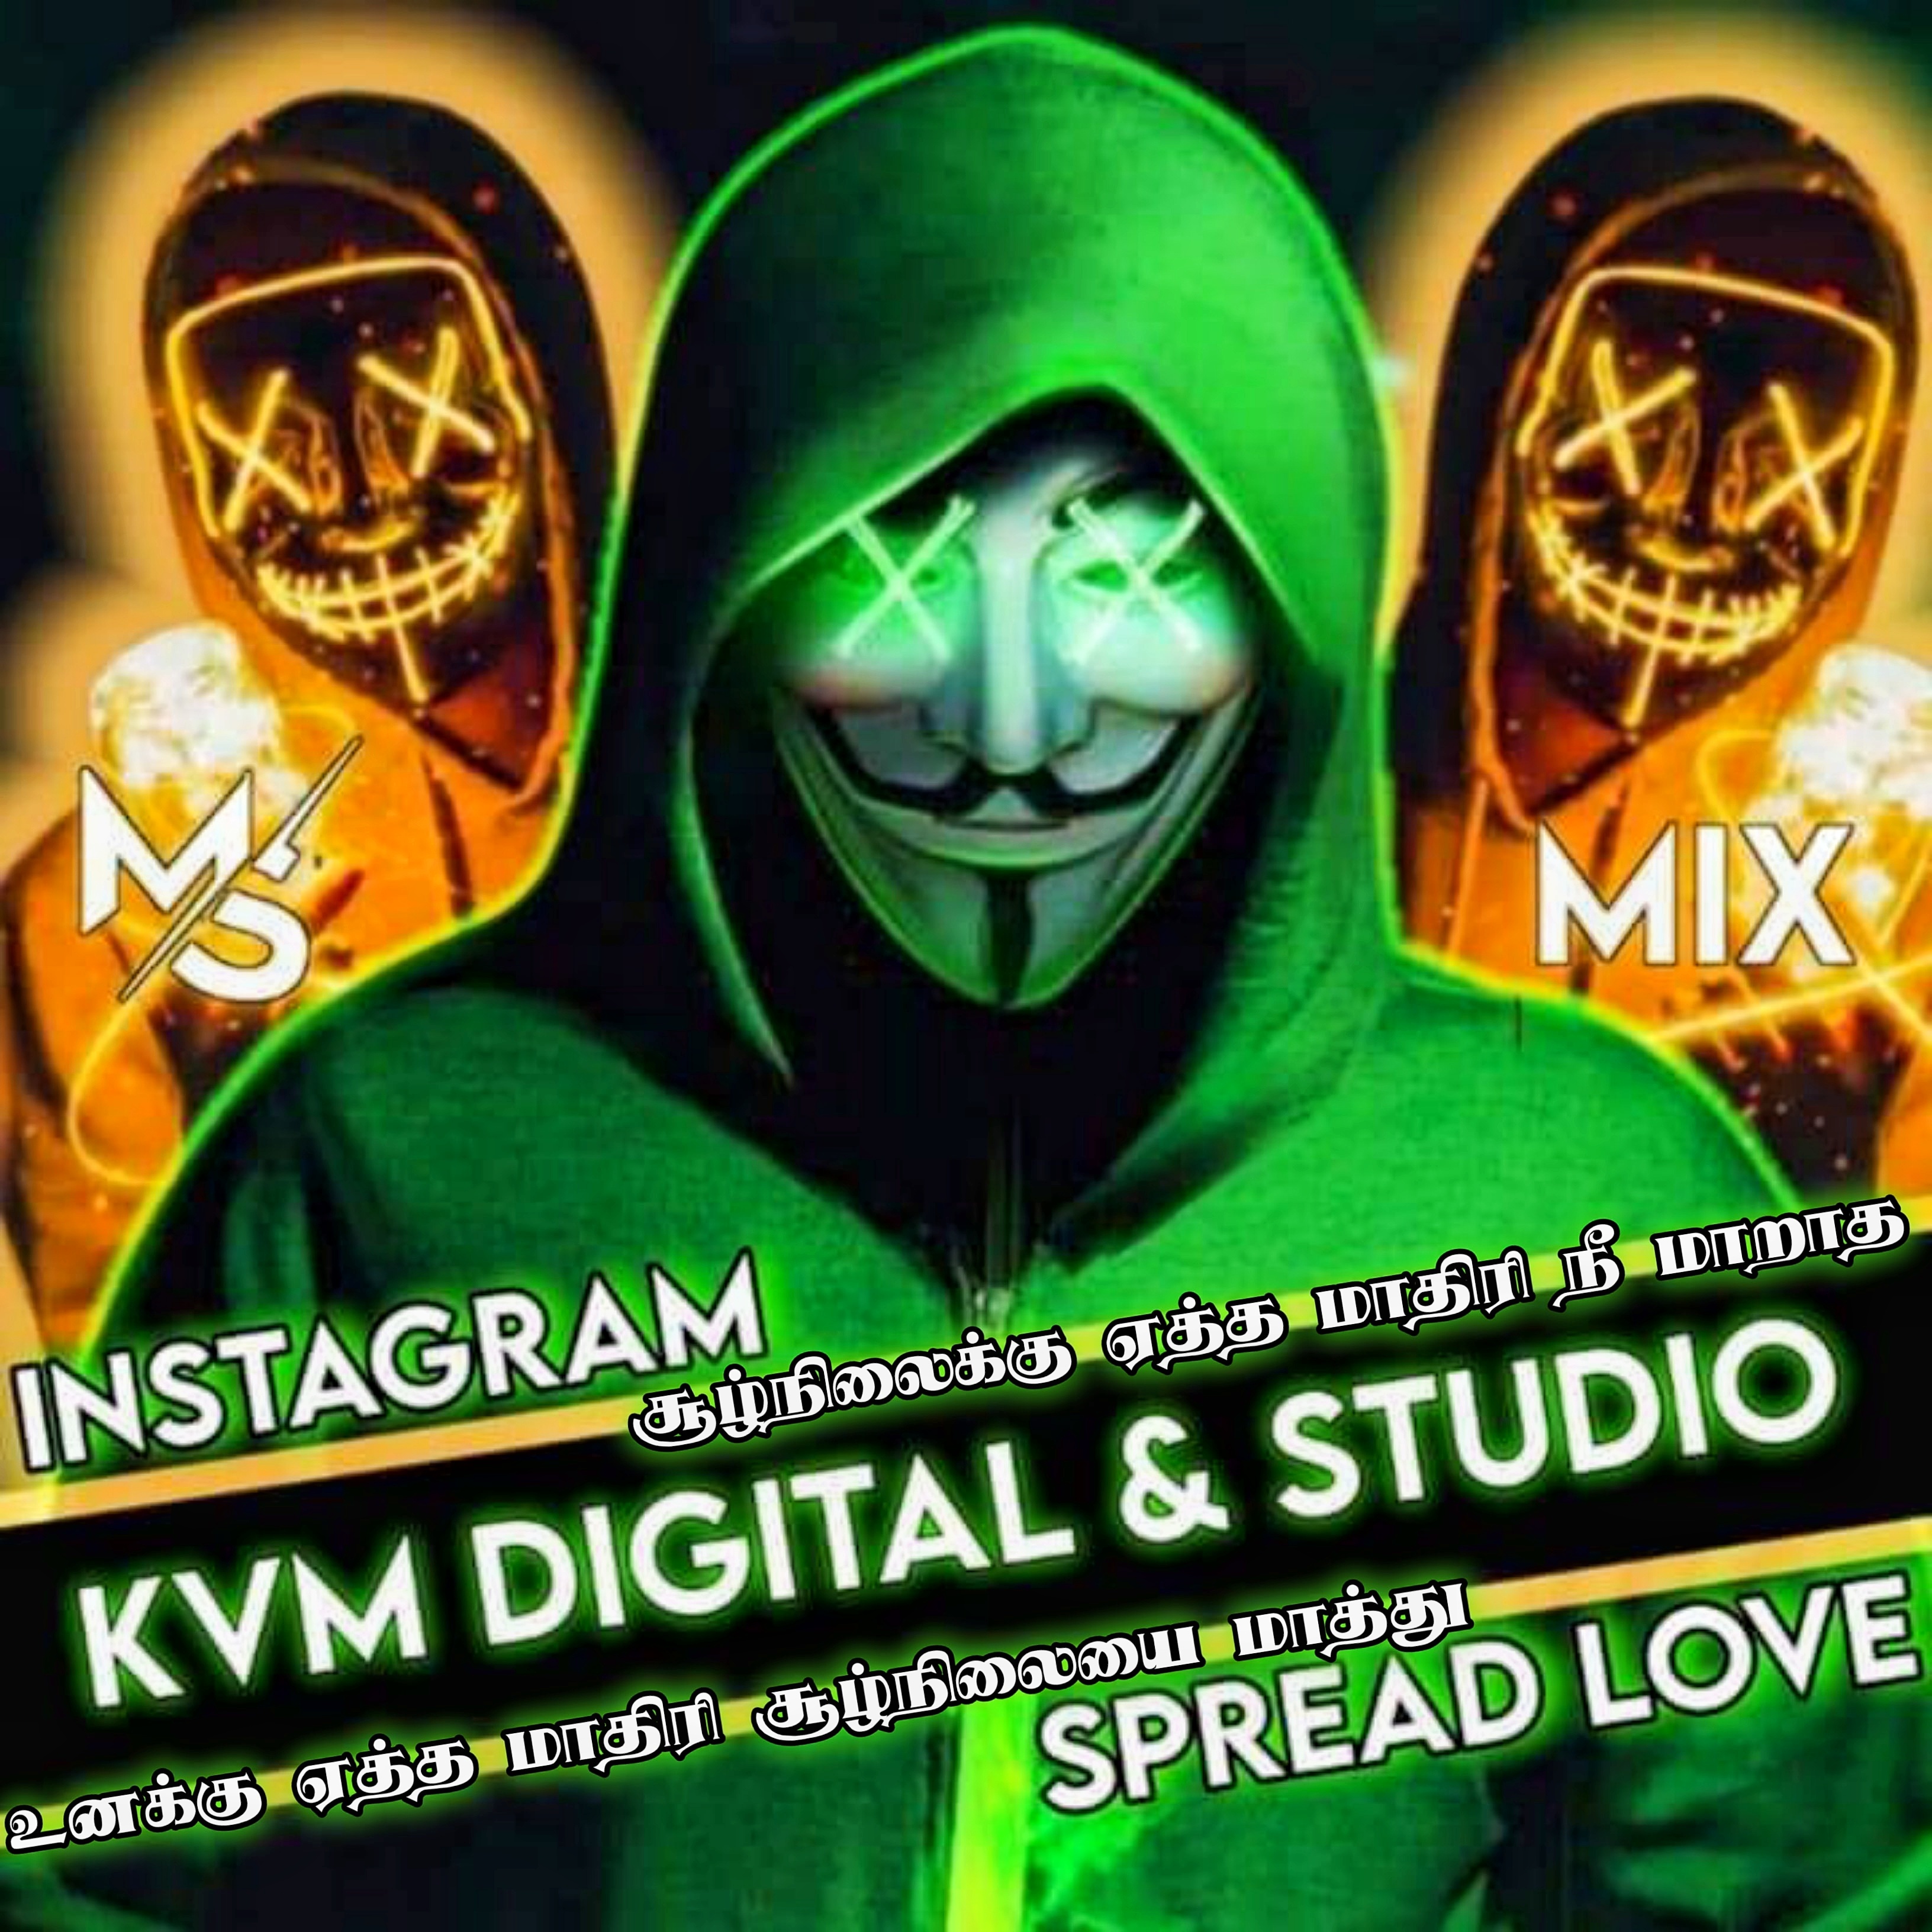 MS
MIX
INSTAGRAM
சூழ்நிலைக்கு ஏத்த மாதிரி நீ மாறாத
KVM DIGITAL & STUDIO
உனக்கு ஏத்த மாதிரி சூழ்நிலையை மாத்து
SPREAD LOVE